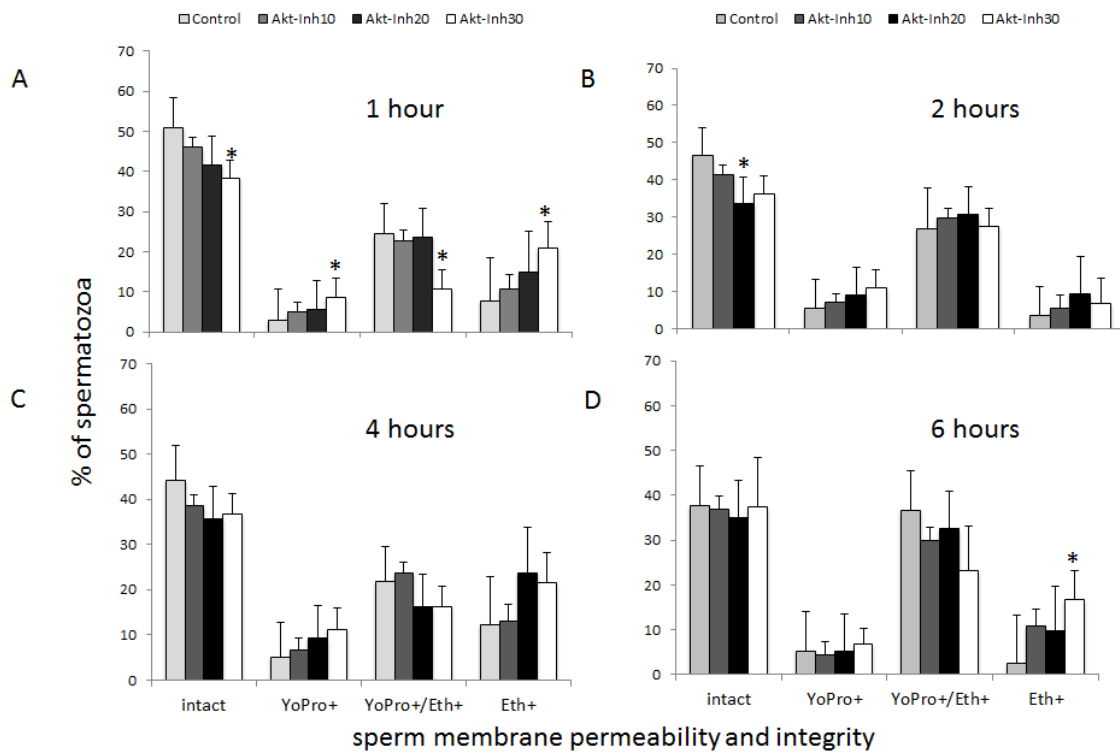 Control Akt-Inh10 Akt-Inh20 Akt-Inh30
Control Akt-Inh10 Akt-Inh20 Akt-Inh30
A
1 hour
70
60
50
40
30
20
10
0
*
*
*
*
B
2 hours
70
60
50
40
30
20
10
0
*
% of spermatozoa
C
4 hours
70
60
50
40
30
20
10
0
intact YoPro+ YoPro+/Eth+ Eth+
D
6 hours
70
60
50
40
30
20
10
0
*
intact YoPro+ YoPro+/Eth+ Eth+
sperm membrane permeability and integrity